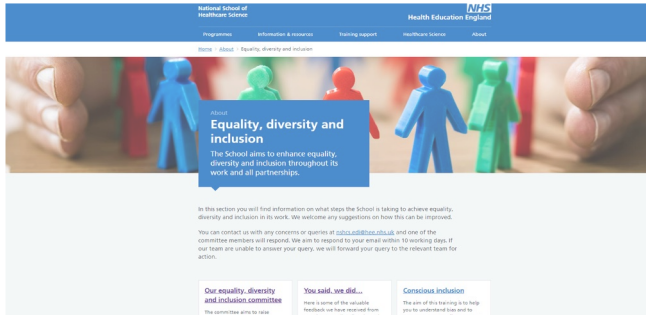 National School of
Healthcare Science
NHS
Health Education England
Programmes Information & resources Training support Healthcare Science About
Home > About > Equality, diversity and inclusion
About
Equality, diversity and
inclusion
The School aims to enhance equality,
diversity and inclusion throughout its
work and all partnerships.
In this section you will find information on what steps the School is taking to achieve equality,
diversity and inclusion in its work. We welcome any suggestions on how this can be improved.
You can contact us with any concerns or queries at and one of the
committee members will respond. We aim to respond to your email within 10 working days. If
our team are unable to answer your query, we will forward your query to the relevant team for
action.
Our equality, diversity
and inclusion committee
The committee aims to raise
You said, we did...
Here is some of the valuable
feedback we have received from
Conscious inclusion
The aim of this training is to help
you to understand bias and to